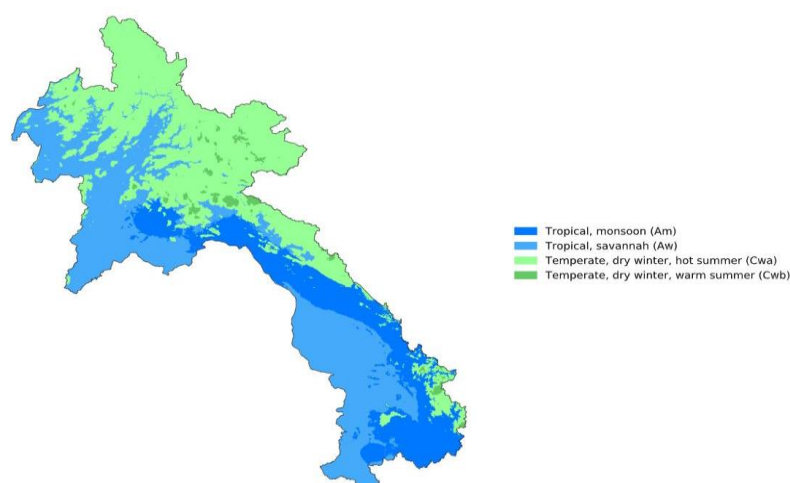 Tropical, monsoon (Am)
Tropical, savannah (Aw)
Temperate, dry winter, hot summer (Cwa)
Temperate, dry winter, warm summer (Cwb)